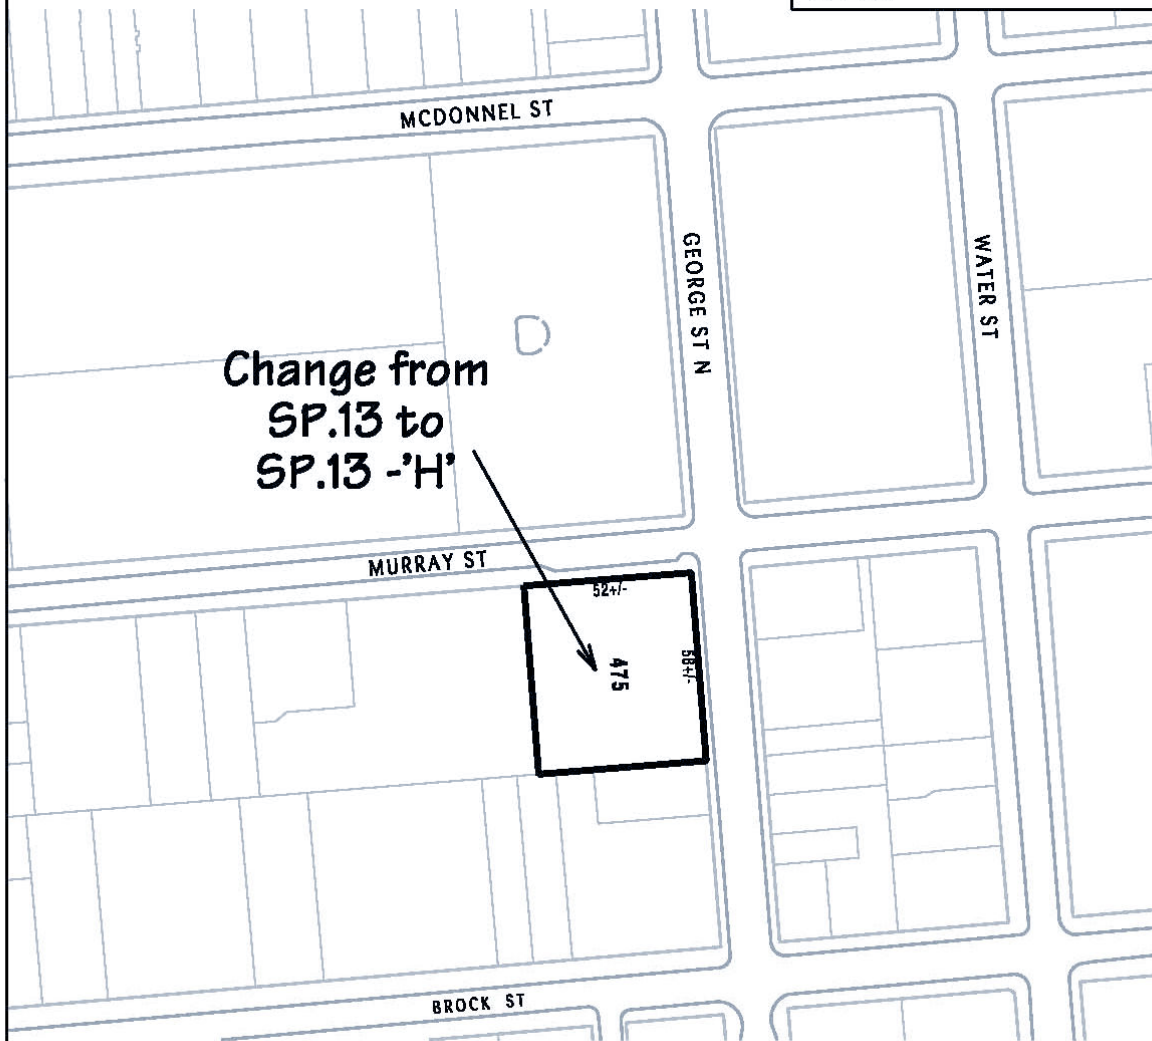 MCDONNEL ST
GEORGE ST N
WATER ST
Change from
SP.13 to
SP.13 -'H'
MURRAY ST
52+/-
58+/-
475
BROCK ST